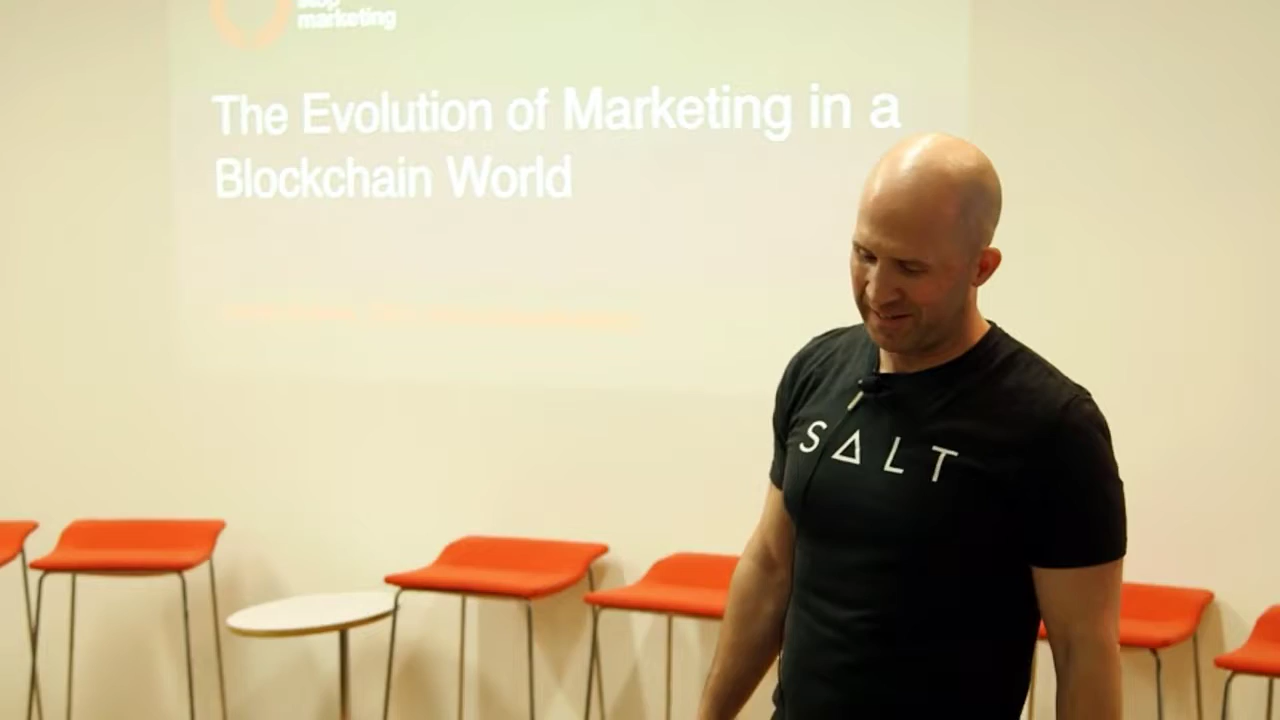 marketing
The Evolution of Marketing in a
Blockchain World
SALT